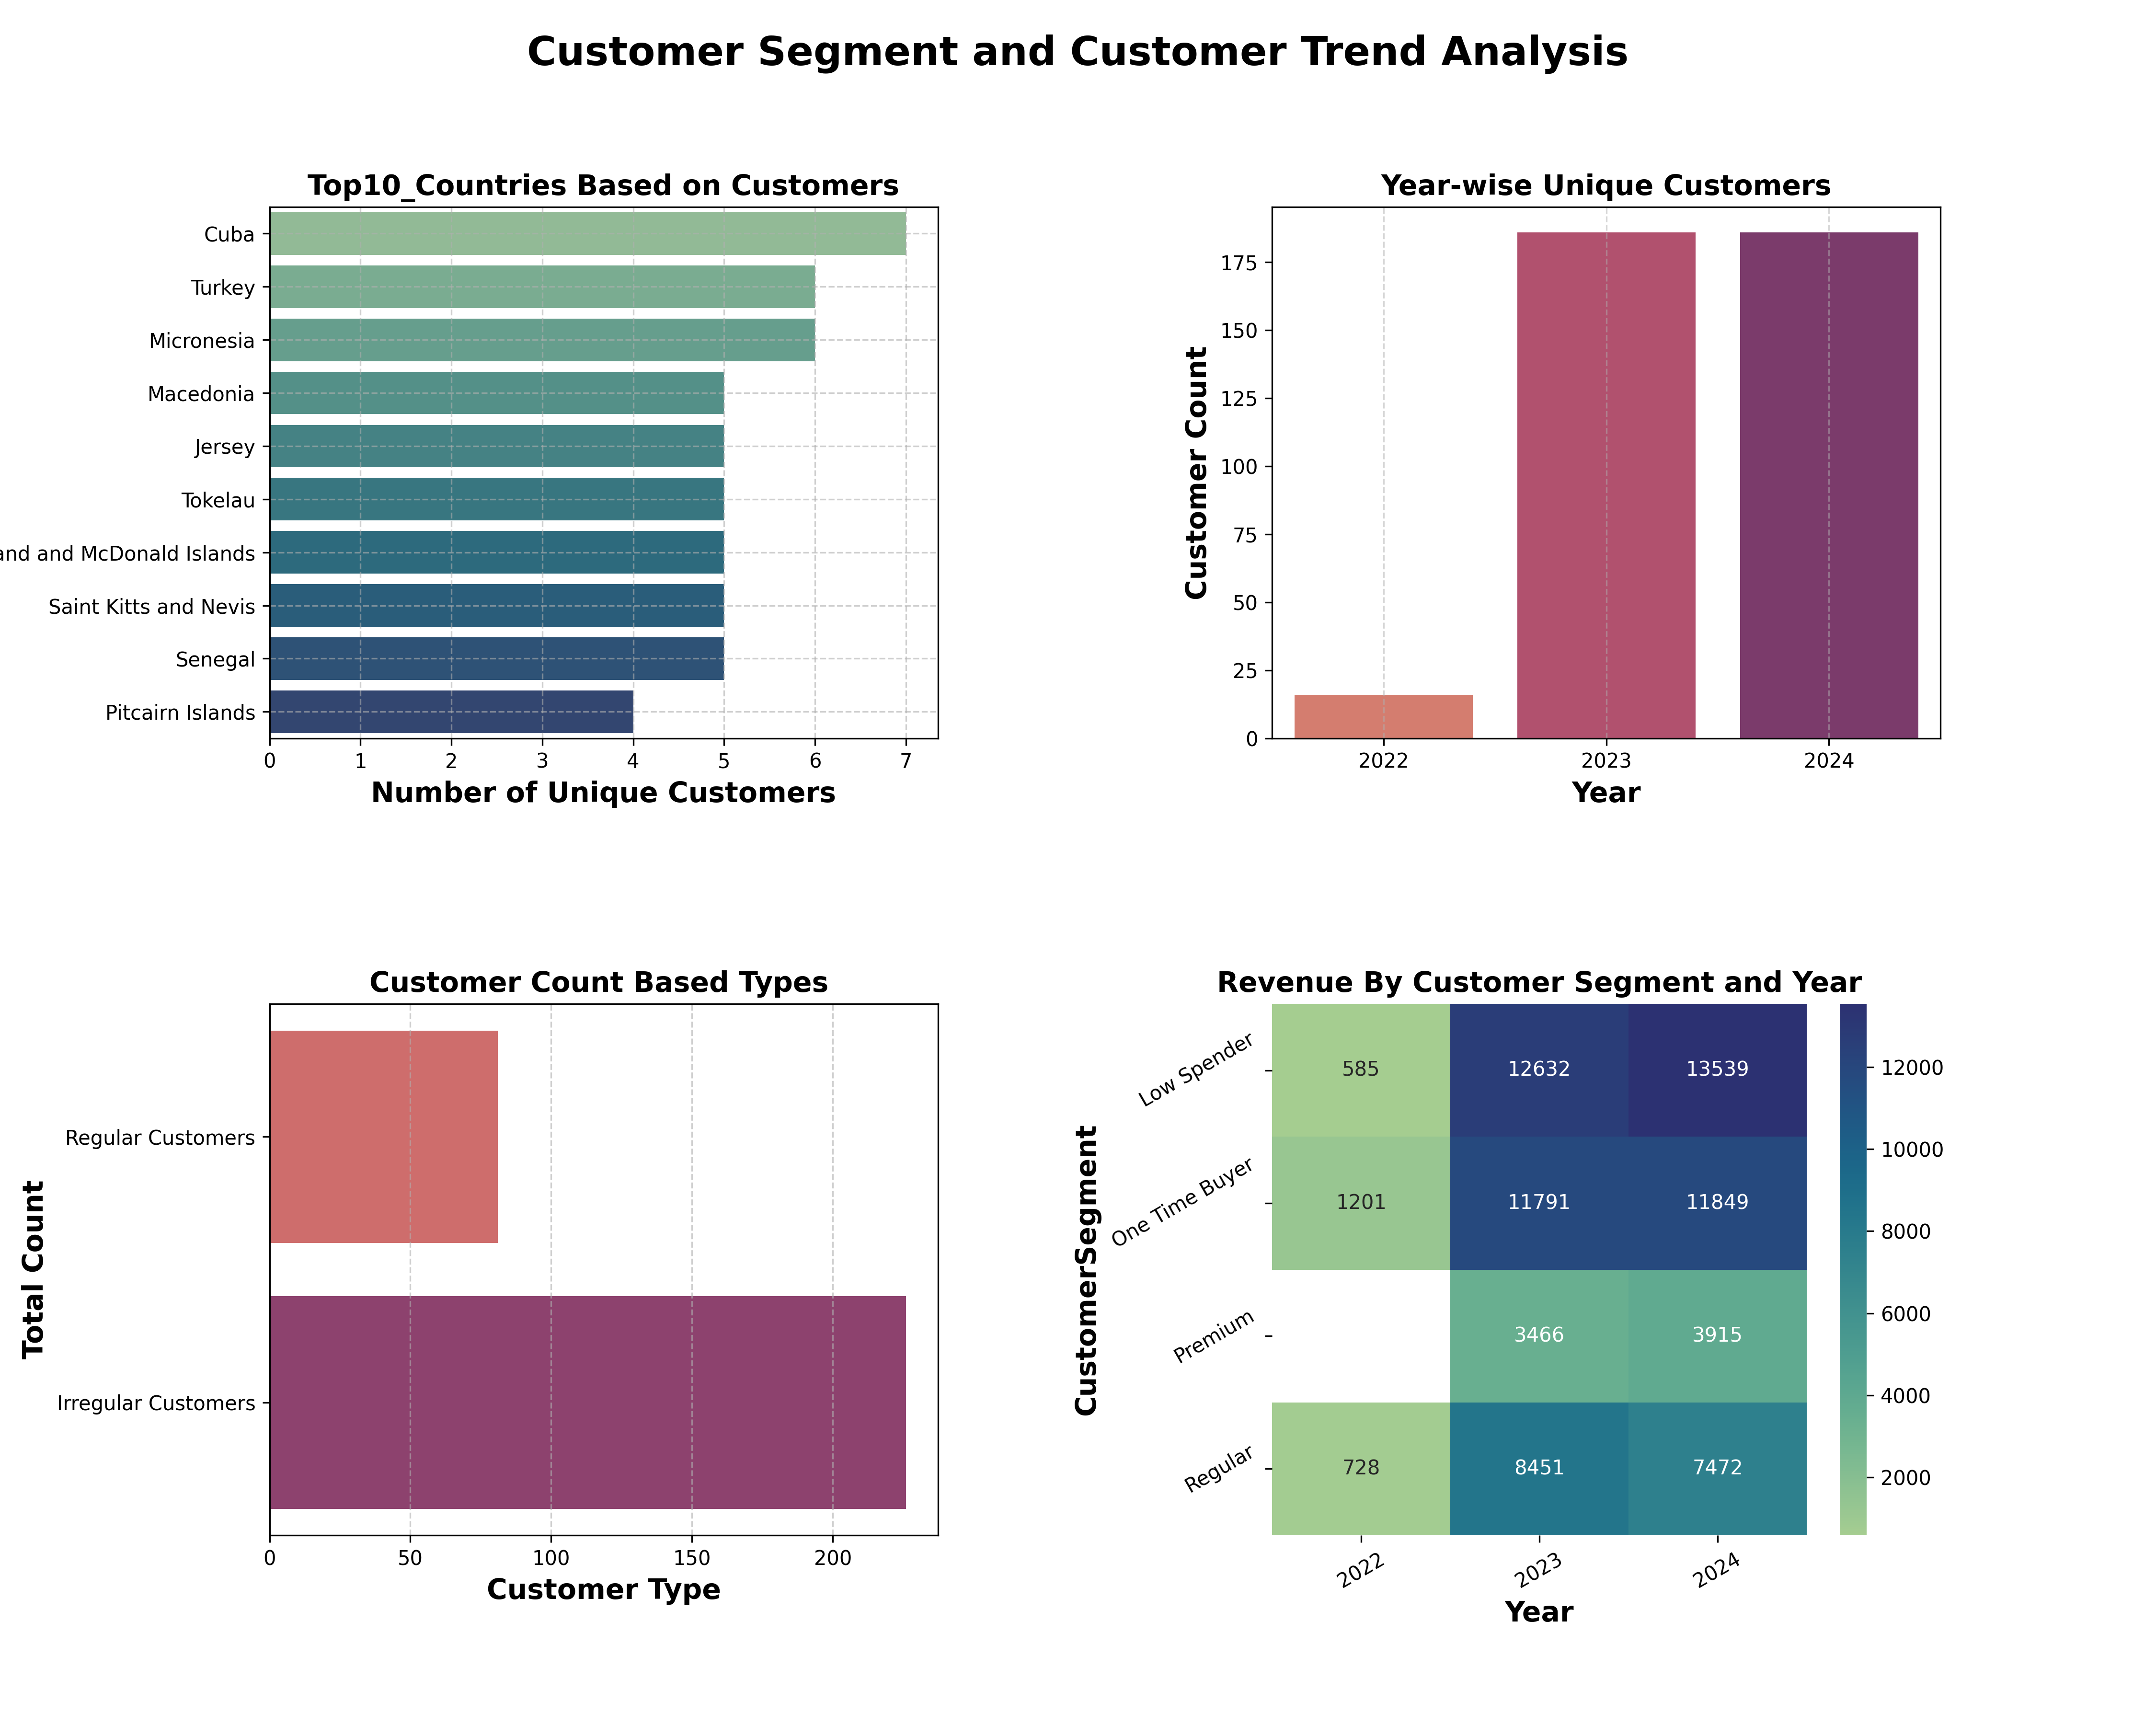 Customer Segment and Customer Trend Analysis
Top10_Countries Based on Customers
Cuba
Turkey
Micronesia
Macedonia
Jersey
Tokelau
and McDonald Islands
Saint Kitts and Nevis
Senegal
Pitcairn Islands
0 1 2 3 4 5 6 7
Number of Unique Customers
Year-wise Unique Customers
Customer Count
175
150
125
100
75
50
25
0
2022 2023 2024
Year
Customer Count Based Types
Total Count
Regular Customers
Irregular Customers
0 50 100 150 200
Customer Type
Revenue By Customer Segment and Year
CustomerSegment
Low Spender 585 12632 13539
One Time Buyer 1201 11791 11849
Premium 3466 3915
Regular 728 8451 7472
2022 2023 2024
Year
12000
10000
8000
6000
4000
2000